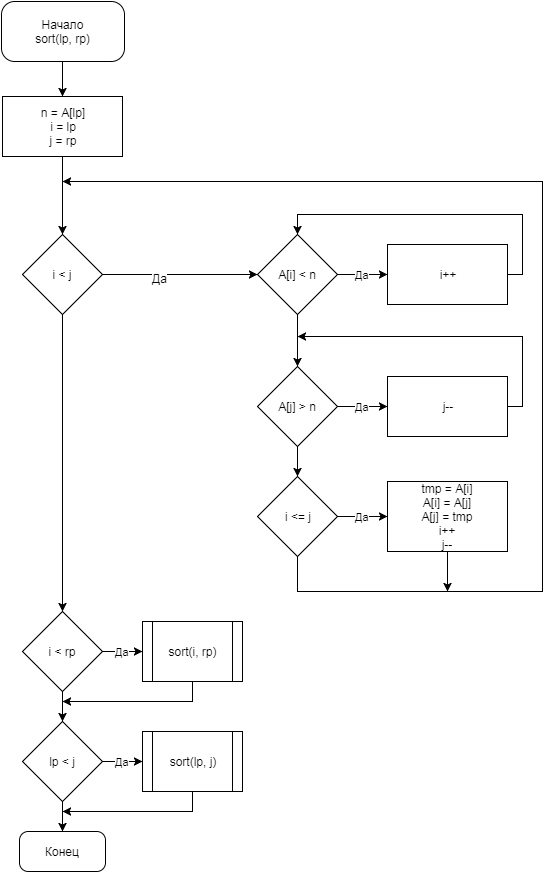 Начало
sort(lp, rp)
n = A[lp]
i = lp
j = rp
i < j
Да
A[i] < n
Да
i++
A[j] > n
Да
j--
i <= j
Да
tmp = A[i]
A[i] = A[j]
A[j] = tmp
i++
j--
i < rp
Да
sort(i, rp)
lp < j
Да
sort(lp, j)
Конец